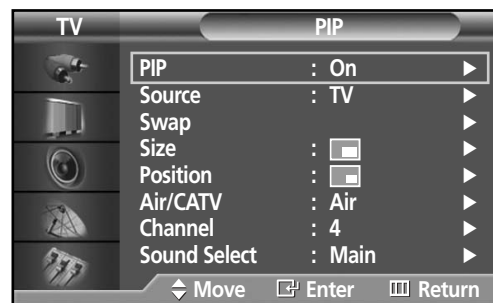 TV PIP
PIP : On
Source : TV
Swap
Size :
Position :
Air/CATV : Air
Channel : 4
Sound Select : Main
Move Enter Return